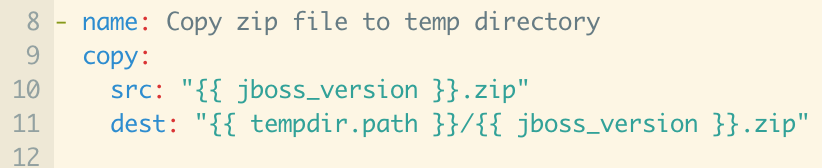 8 - name: Copy zip file to temp directory
9   copy:
10     src: "{{ jboss_version }}.zip"
11     dest: "{{ tempdir.path }}/{{ jboss_version }}.zip"
12